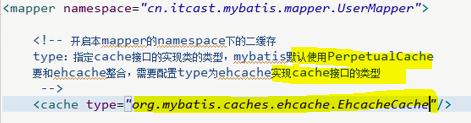 <mapper namespace="cn.itcast.mybatis.mapper.UserMapper">
<!-- 开启本mapper的namespace下的二缓存
type：指定cache接口的实现类的类型，mybatis默认使用PerpetualCache
要和ehcache整合，需要配置type为ehcache实现cache接口的类型
-->
<cache type="org.mybatis.caches.ehcache.EhcacheCache"/>